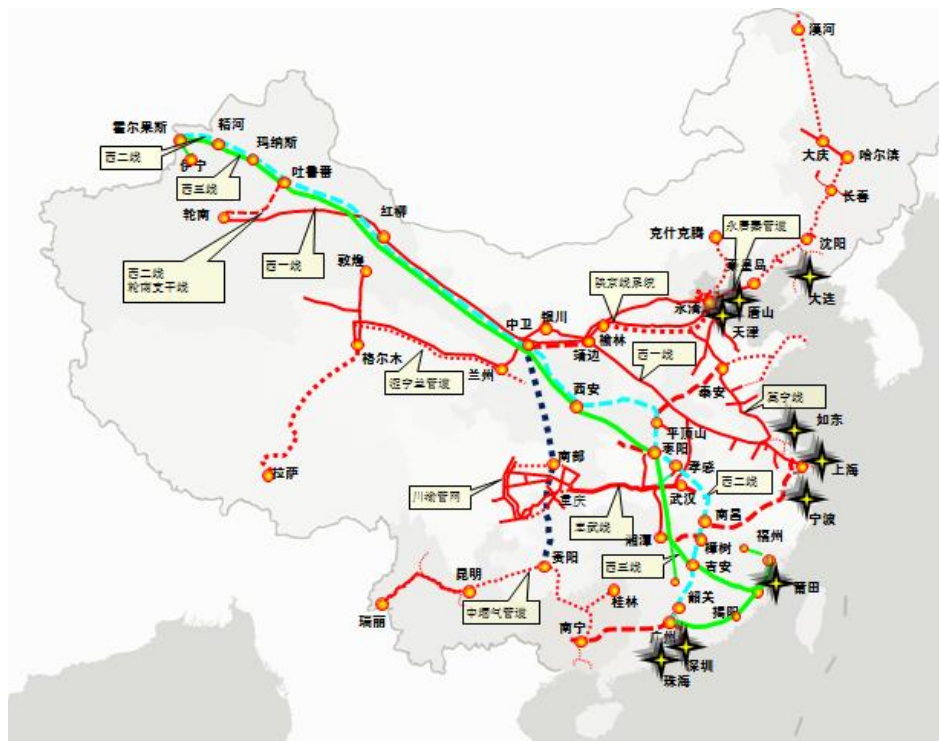 漠河
大庆
哈尔滨
长春
霍尔果斯
精河
西二线
玛纳斯
伊宁
西三线
吐鲁番
轮南
红柳
克什克腾
永唐秦管道
沈阳
秦皇岛
西二线
轮南支干线
西一线
敦煌
陕京线系统
大连
永清
唐山
天津
中卫
银川
榆林
靖边
西一线
格尔木
涩宁兰管道
兰州
泰安
冀宁线
西安
如东
平顶山
枣阳
拉萨
南部
孝感
上海
川渝管网
重庆
武汉
西二线
宁波
忠武线
南昌
湘潭
樟树
福州
贵阳
西三线
吉安
昆明
莆田
瑞丽
中缅气管道
桂林
韶关
揭阳
南宁
广州
深圳
珠海